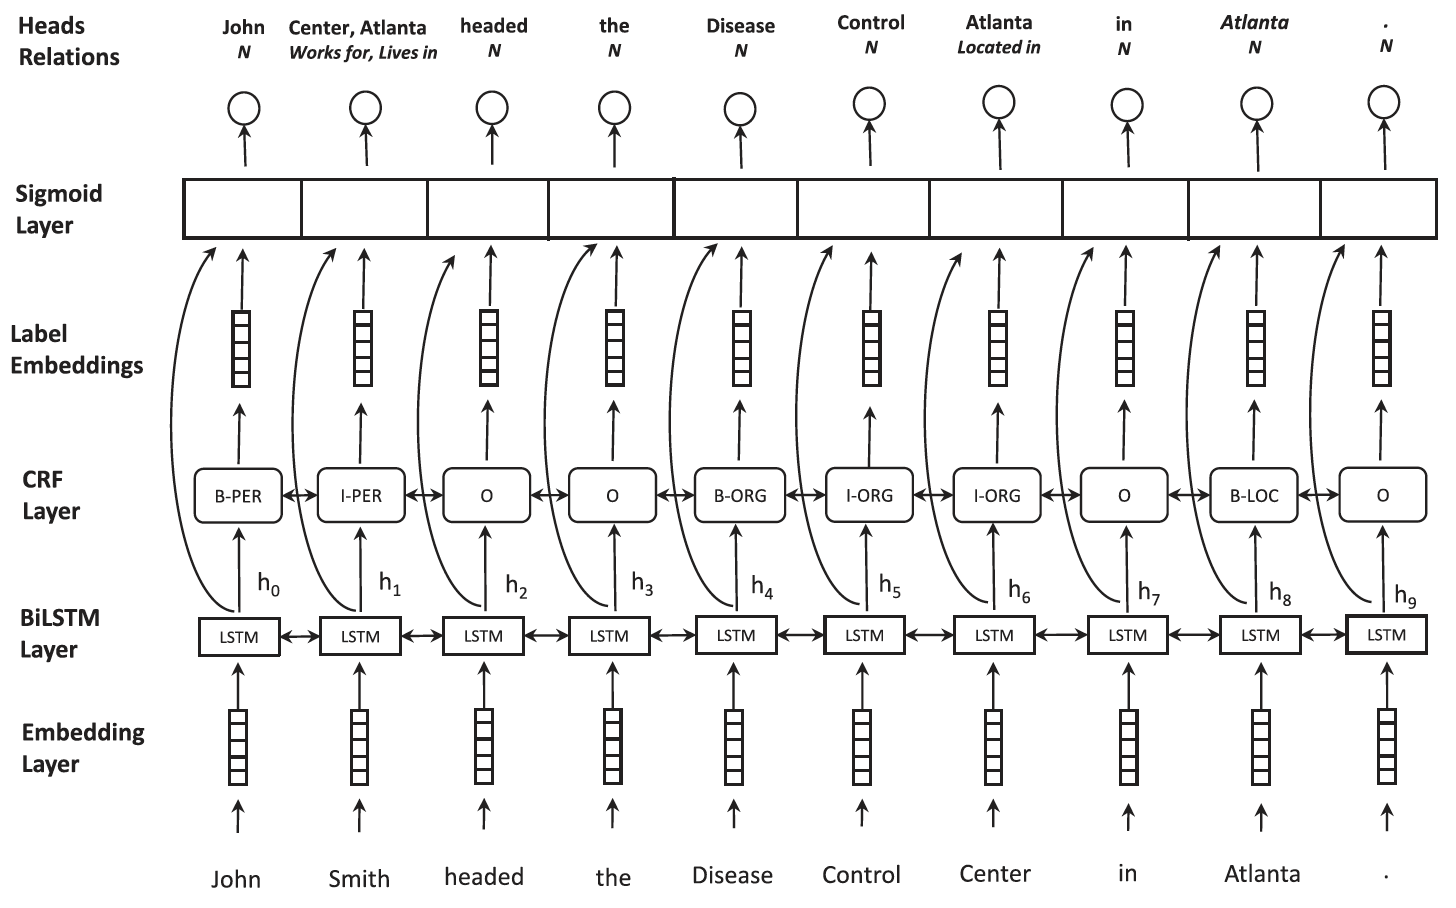 Heads
Relations
John Center, Atlanta headed the Disease Control Atlanta in Atlanta .
N Works for, Lives in N N N N Located in N N N
Sigmoid
Layer
Label
Embeddings
CRF
Layer
B-PER I-PER O O B-ORG I-ORG I-ORG O B-LOC O
h0 h1 h2 h3 h4 h5 h6 h7 h8 h9
BiLSTM
Layer
LSTM LSTM LSTM LSTM LSTM LSTM LSTM LSTM LSTM LSTM
Embedding
Layer
John Smith headed the Disease Control Center in Atlanta .